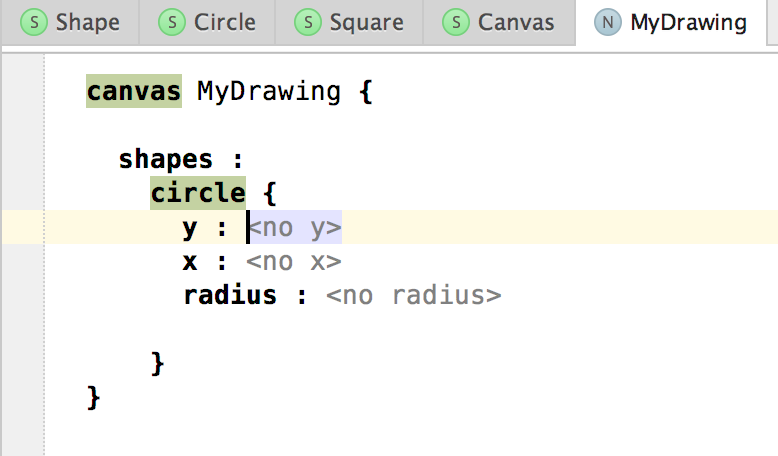 S Shape S Circle S Square S Canvas N MyDrawing
canvas MyDrawing {
shapes :
circle {
y : <no y>
x : <no x>
radius : <no radius>
}
}